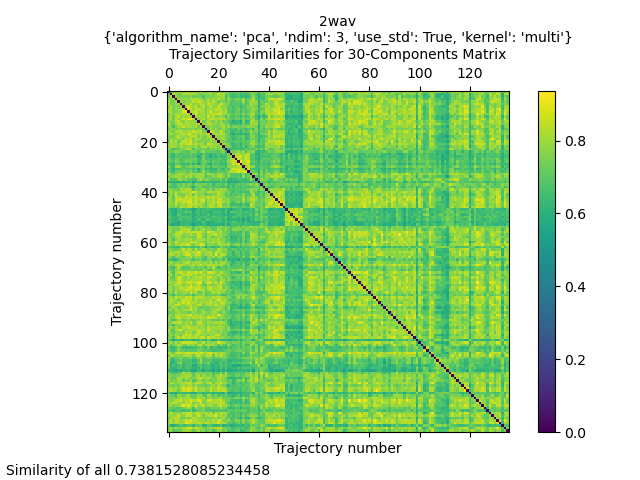 2wav
{'algorithm_name': 'pca', 'ndim': 3, 'use_std': True, 'kernel': 'multi'}
Trajectory Similarities for 30-Components Matrix
0 20 40 60 80 100 120
0
20
40
60
80
100
120
Trajectory number
Trajectory number
0.8
0.6
0.4
0.2
0.0
Similarity of all 0.7381528085234458